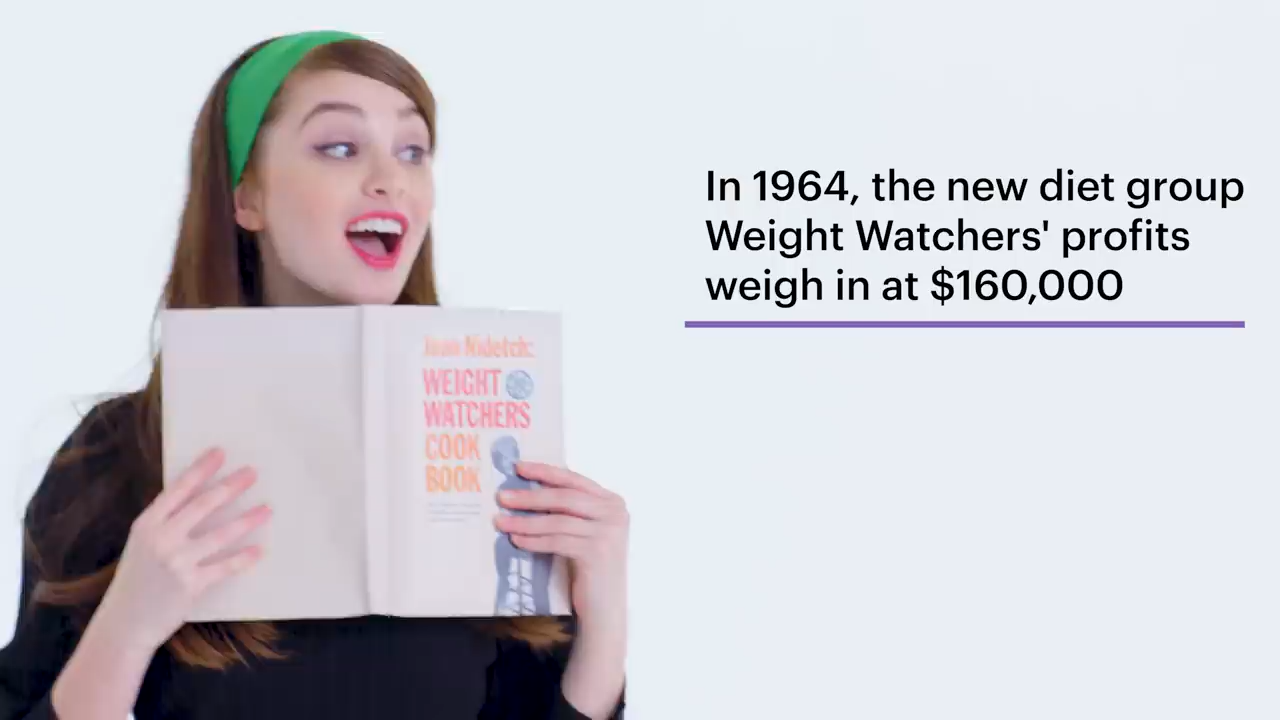 In 1964, the new diet group
Weight Watchers' profits
weigh in at $160,000
Jean Nidetch:
WEIGHT
WATCHERS
COOK
BOOK